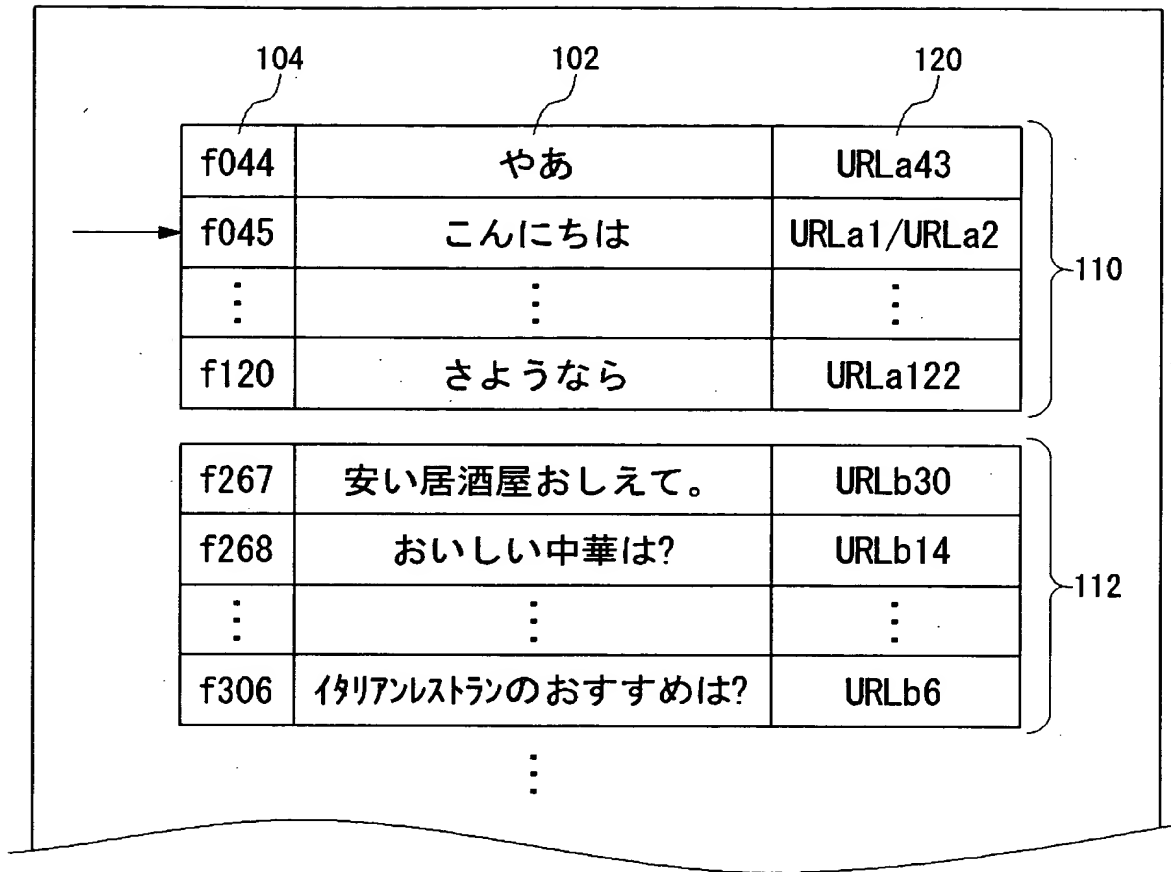 104 102 120
f044 やあ URLa43
f045 こんにちは URLa1/URLa2
110
f120 さようなら URLa122
f267 安い居酒屋おしえて。 URLb30
f268 おいしい中華は?  URLb14
112
f306 イタリアンレストランのおすすめは? URLb6